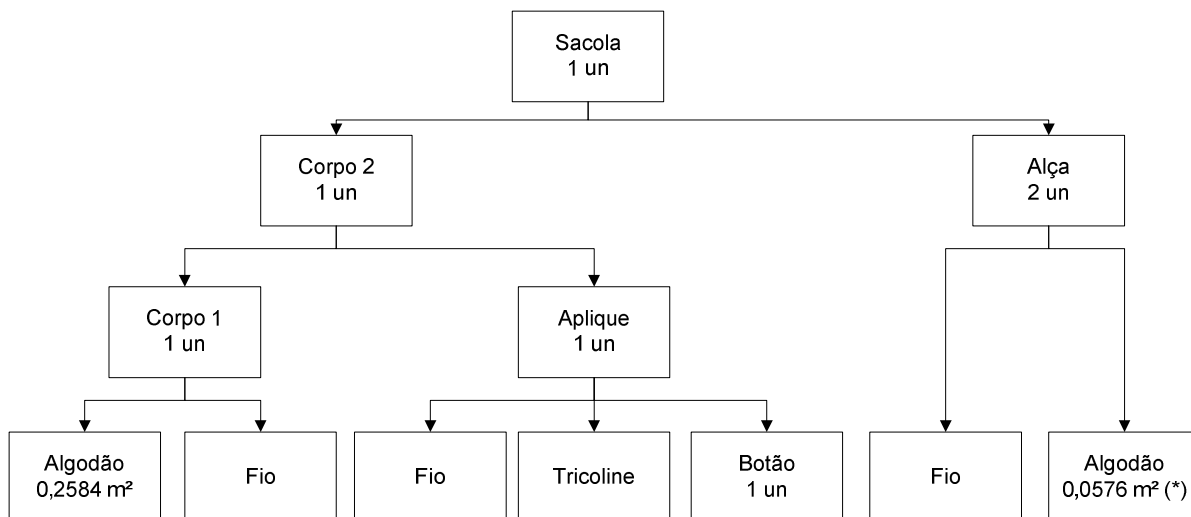 Sacola
1 un
Corpo 2
1 un
Alça
2 un
Corpo 1
1 un
Aplique
1 un
Algodão
0,2584 m²
Fio
Fio
Tricoline
Botão
1 un
Fio
Algodão
0,0576 m² (*)